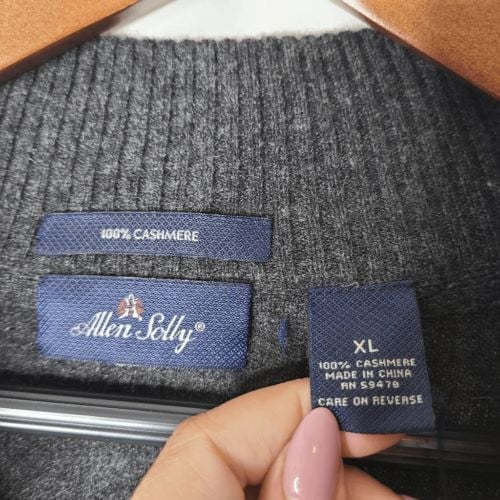 100% CASHMERE
Allen Solly®
XL
100% CASHMERE
MADE IN CHINA
RN 59478
CARE ON REVERSE